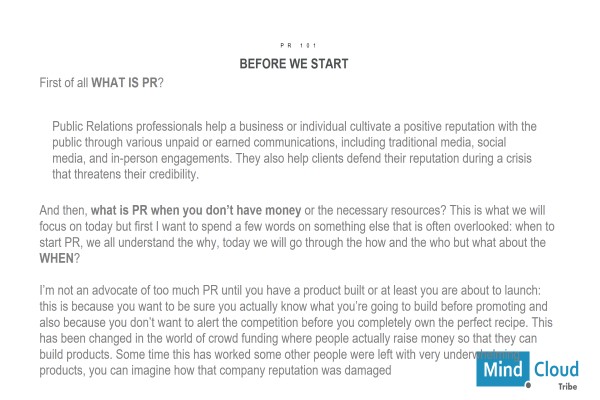 PR 101
BEFORE WE START
First of all WHAT IS PR?
Public Relations professionals help a business or individual cultivate a positive reputation with the
public through various unpaid or earned communications, including traditional media, social
media, and in-person engagements. They also help clients defend their reputation during a crisis
that threatens their credibility.
And then, what is PR when you don’t have money or the necessary resources? This is what we will
focus on today but first I want to spend a few words on something else that is often overlooked: when to
start PR, we all understand the why, today we will go through the how and the who but what about the
WHEN?
I’m not an advocate of too much PR until you have a product built or at least you are about to launch:
this is because you want to be sure you actually know what you’re going to build before promoting and
also because you don’t want to alert the competition before you completely own the perfect recipe. This
has been changed in the world of crowd funding where people actually raise money so that they can
build products. Some time this has worked some other people were left with very underwhelming
products, you can imagine how that company reputation was damaged
Mind.Cloud
Tribe